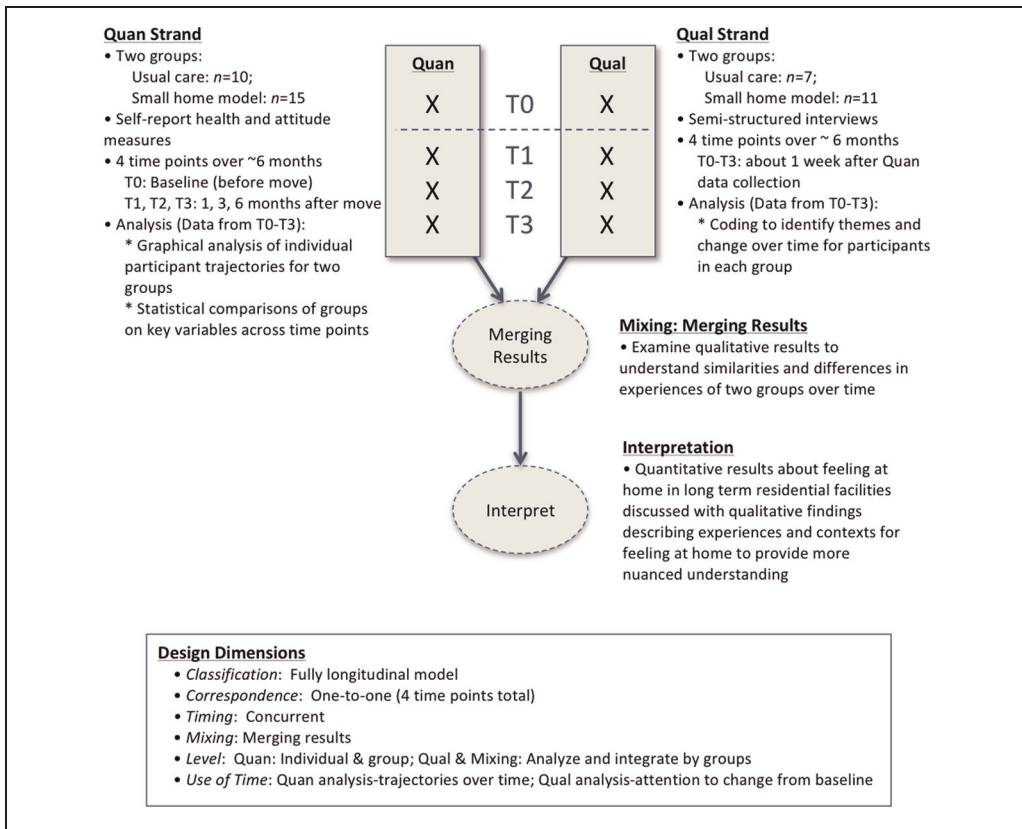 Quan Strand
• Two groups:
Usual care: n=10;
Small home model: n=15
• Self-report health and attitude
measures
• 4 time points over ~6 months
T0: Baseline (before move)
T1, T2, T3: 1, 3, 6 months after move
• Analysis (Data from T0-T3):
* Graphical analysis of individual
participant trajectories for two
groups
* Statistical comparisons of groups
on key variables across time points
Quan Qual
X T0 X
X T1 X
X T2 X
X T3 X
Qual Strand
• Two groups:
Usual care: n=7;
Small home model: n=11
• Semi-structured interviews
• 4 time points over ~ 6 months
T0-T3: about 1 week after Quan
data collection
• Analysis (Data from T0-T3):
* Coding to identify themes and
change over time for participants
in each group
Merging
Results
Mixing: Merging Results
• Examine qualitative results to
understand similarities and differences in
experiences of two groups over time
Interpret
Interpretation
• Quantitative results about feeling at
home in long term residential facilities
discussed with qualitative findings
describing experiences and contexts for
feeling at home to provide more
nuanced understanding
Design Dimensions
• Classification: Fully longitudinal model
• Correspondence: One-to-one (4 time points total)
• Timing: Concurrent
• Mixing: Merging results
• Level: Quan: Individual & group; Qual & Mixing: Analyze and integrate by groups
• Use of Time: Quan analysis-trajectories over time; Qual analysis-attention to change from baseline